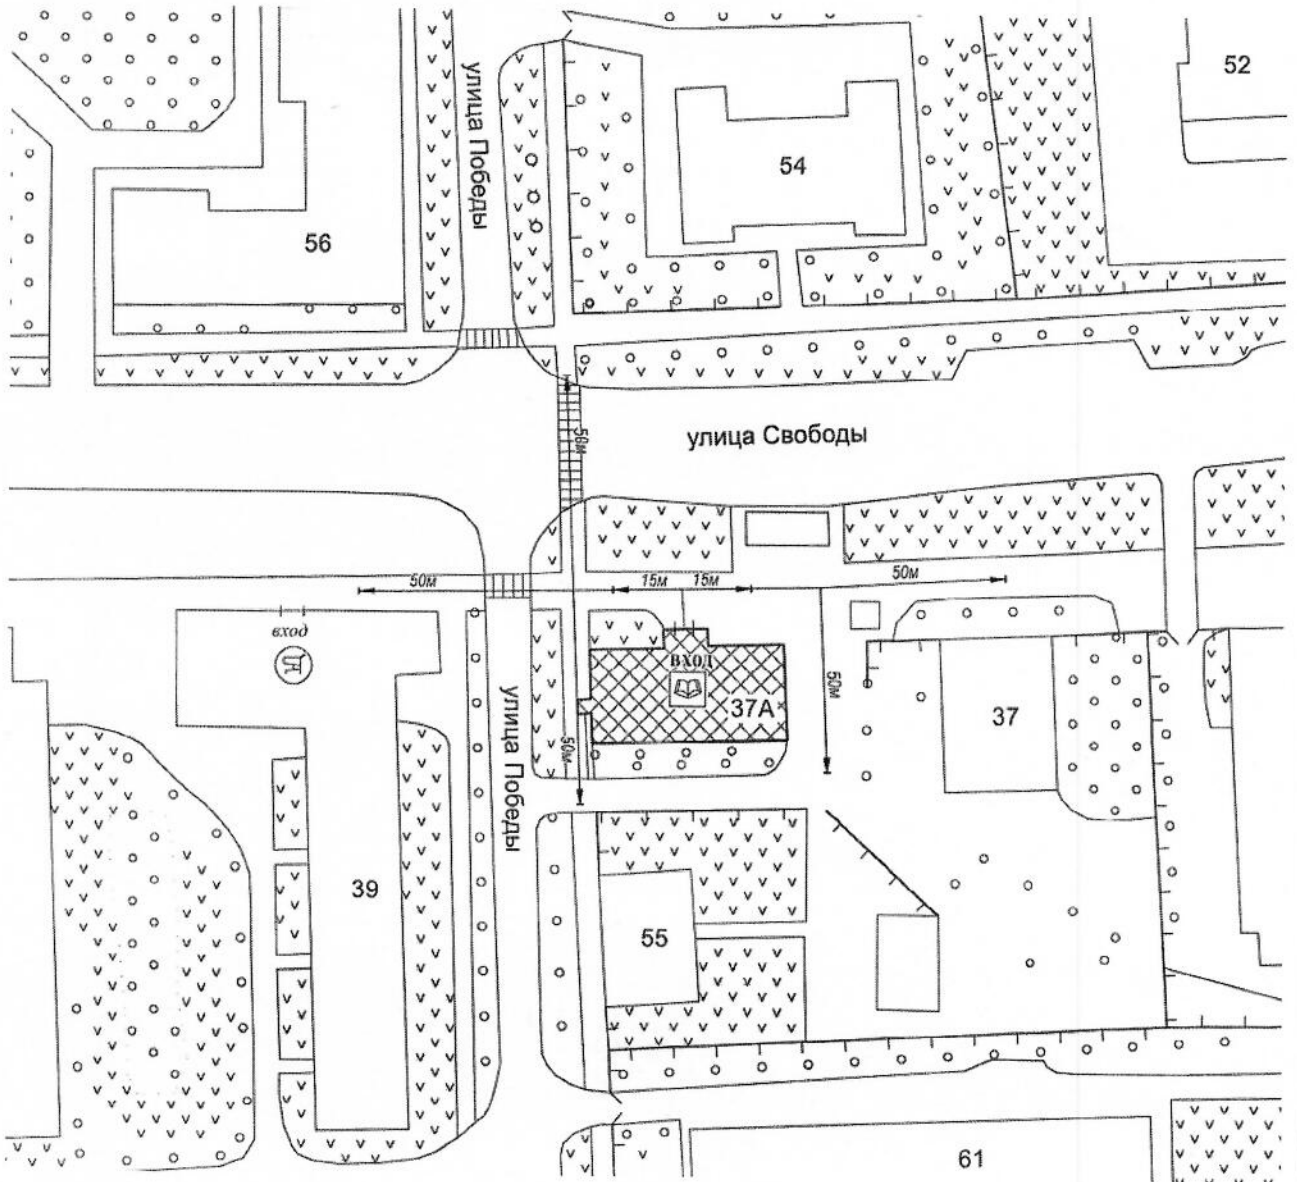 улица Победы
52
54
56
улица Свободы
50м
50м
15м
15м
50м
вход
вход
50м
37А
37
50м
улица Победы
39
55
61